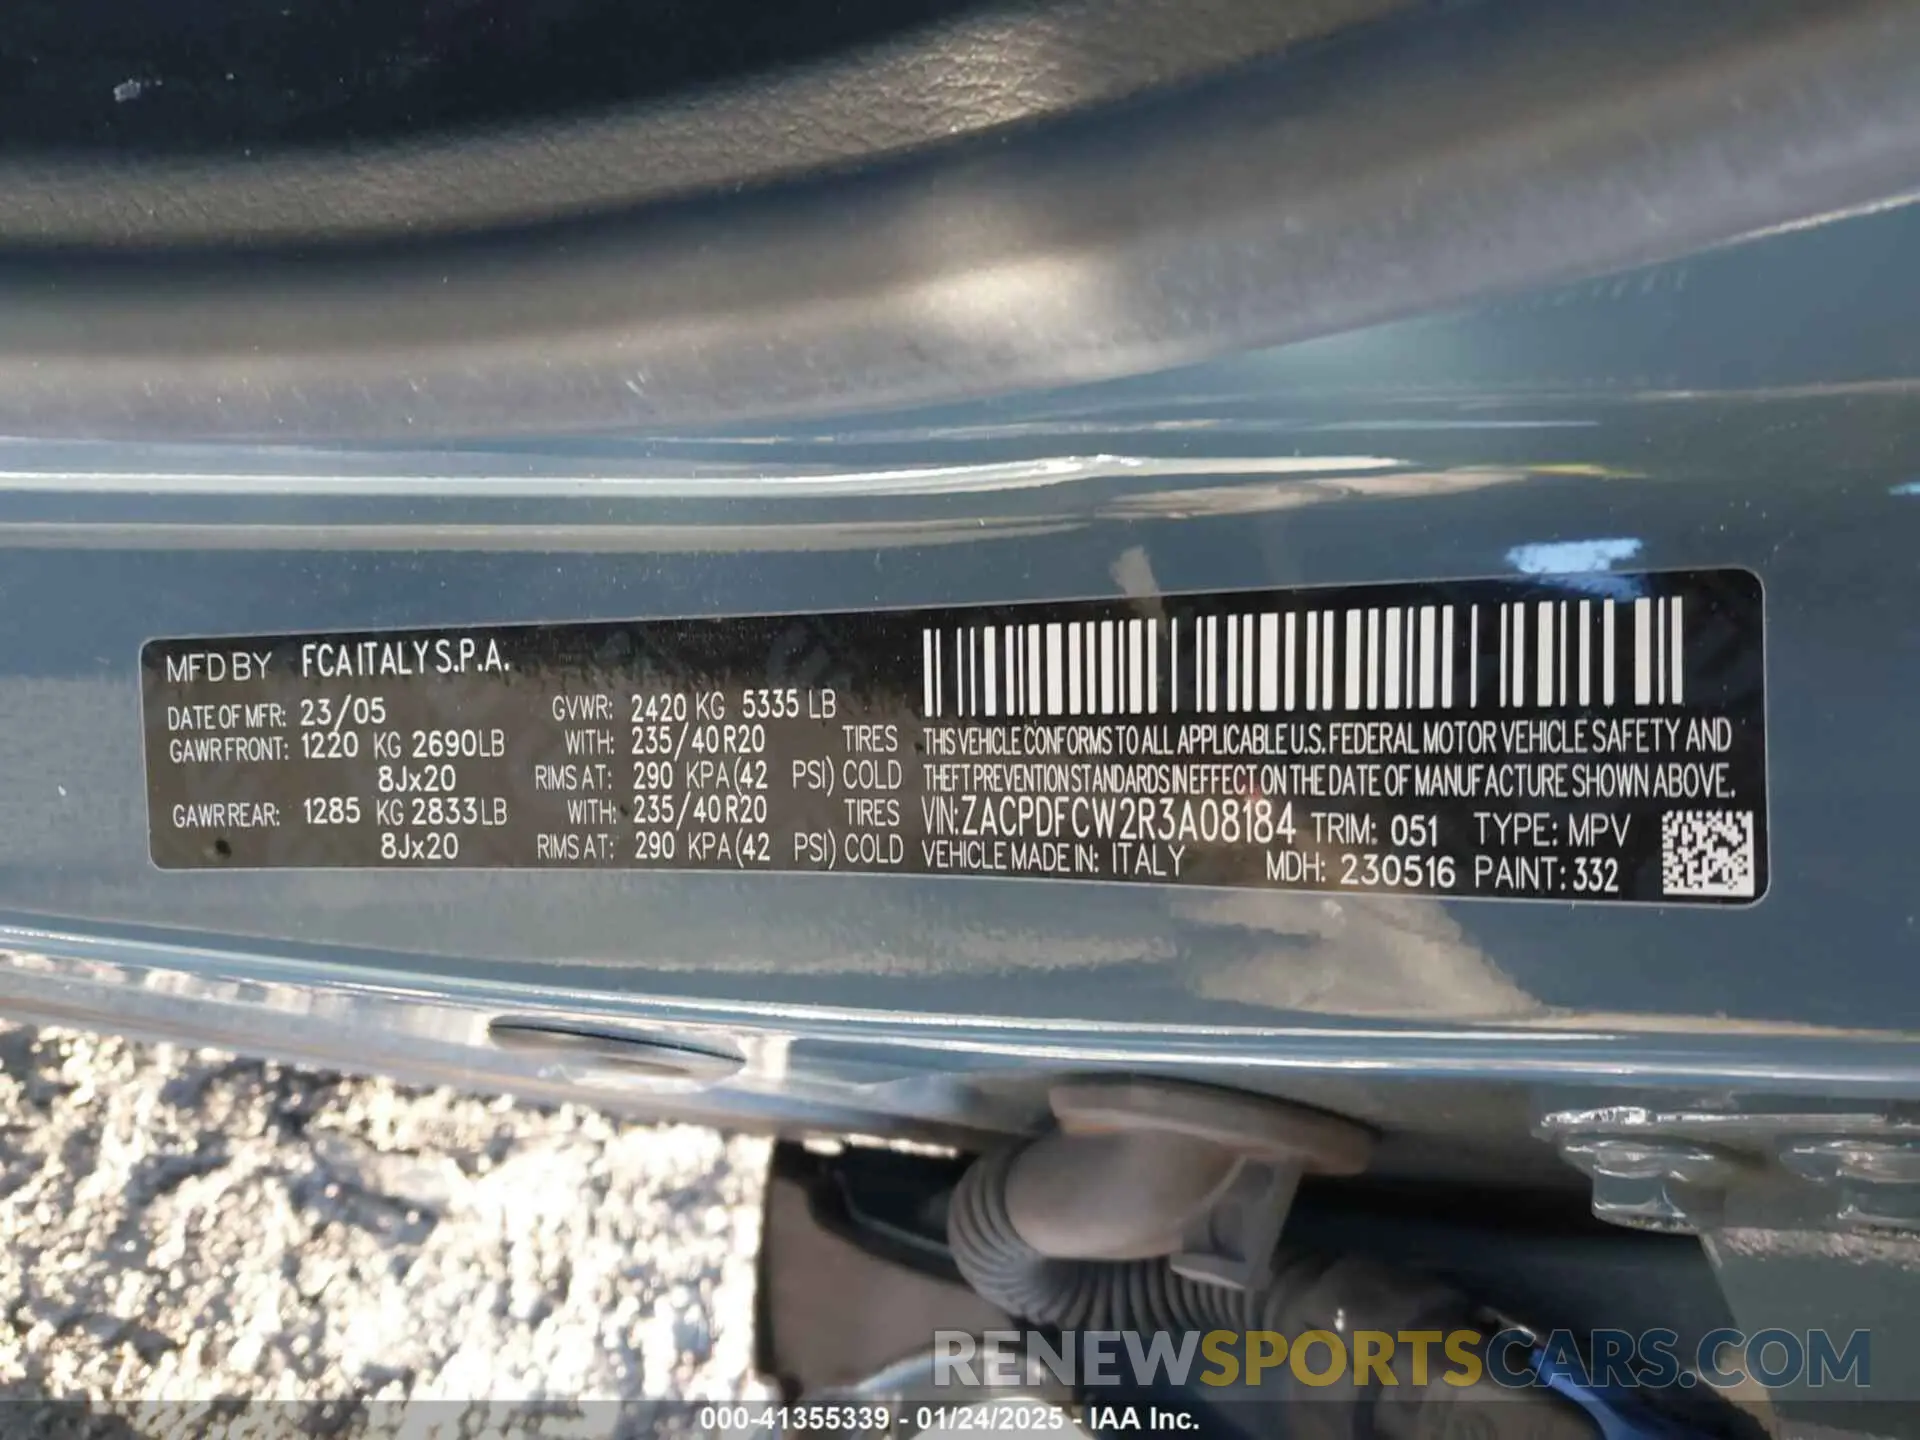 MFD BY FCA ITALY S.P.A.
DATE OF MFR: 23/05 GVWR: 2420 KG 5335 LB
GAWR FRONT: 1220 KG 2690LB WITH: 235/40R20 TIRES
8Jx20 RIMS AT: 290 KPA(42 PSI) COLD
GAWR REAR: 1285 KG 2833LB WITH: 235/40R20 TIRES
8Jx20 RIMS AT: 290 KPA(42 PSI) COLD
THIS VEHICLE CONFORMS TO ALL APPLICABLE U.S. FEDERAL MOTOR VEHICLE SAFETY AND
THEFT PREVENTION STANDARDS IN EFFECT ON THE DATE OF MANUFACTURE SHOWN ABOVE.
VIN: ZACPDFCW2R3A08184 TRIM: 051 TYPE: MPV
VEHICLE MADE IN: ITALY MDH: 230516 PAINT: 332
RENEWSPORTSCARS.COM
000-41355339 - 01/24/2025 - IAA Inc.